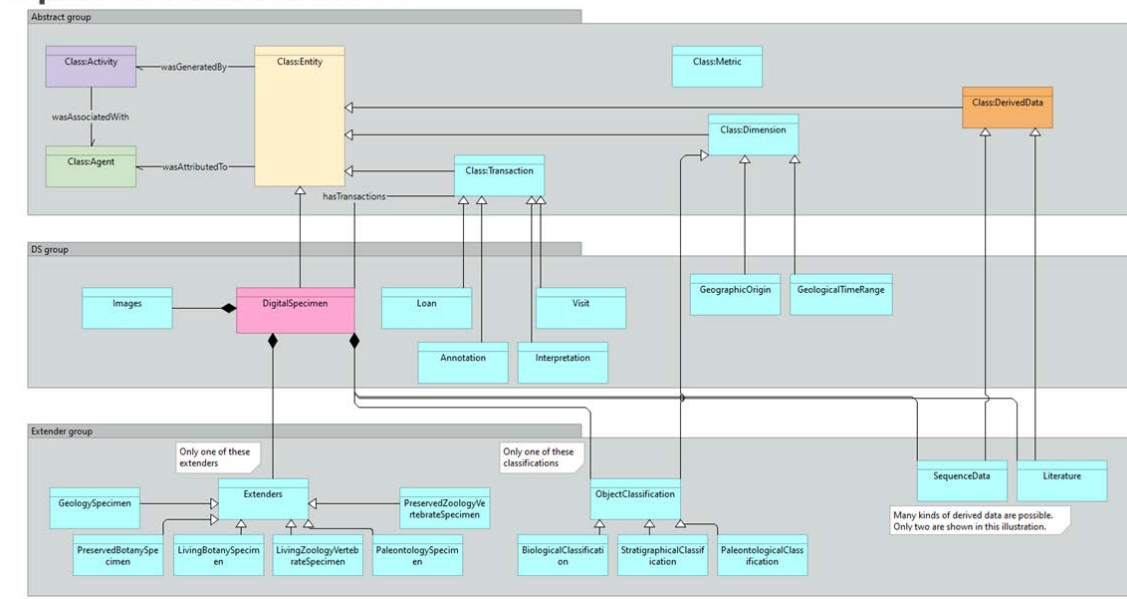 Abstract group
Class:Activity
wasGeneratedBy
Class:Entity
Class:Metric
Class:DerivedData
wasAssociatedWith
Class:Dimension
Class:Agent
wasAttributedTo
Class:Transaction
hasTransactions
DS group
Images
DigitalSpecimen
Loan
Visit
GeographicOrigin
GeologicalTimeRange
Annotation
Interpretation
Extender group
Only one of these
extenders
Only one of these
classifications
GeologySpecimen
Extenders
PreservedZoologyVe
rtebrateSpecimen
ObjectClassification
SequenceData
Literature
Many kinds of derived data are possible.
Only two are shown in this illustration.
PreservedBotanySpe
cimen
LivingBotanySpecim
en
LivingZoologyVerteb
rateSpecimen
PaleontologySpecim
en
BiologicalClassificati
on
StratigraphicalClassif
ication
PaleontologicalClass
ification